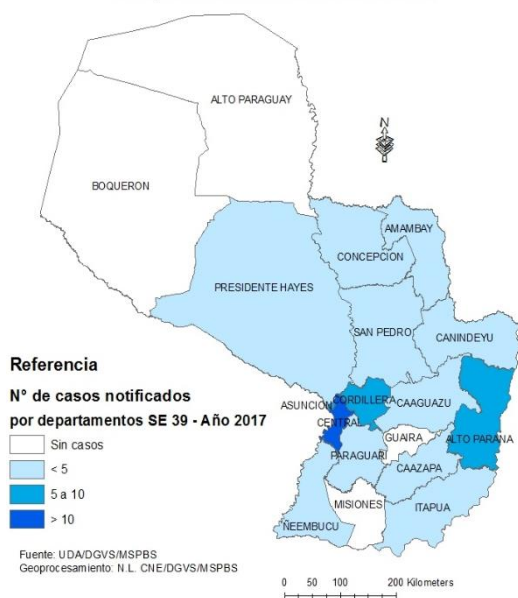 ALTO PARAGUAY
N
BOQUERON
AMAMBAY
CONCEPCION
PRESIDENTE HAYES
SAN PEDRO
CANINDEYU
Referencia
N° de casos notificados
por departamentos SE 39 - Año 2017
Sin casos
< 5
5 a 10
> 10
ASUNCION
CORDILLERA
CAAGUAZU
CENTRAL
GUAIRA
ALTO PARANA
PARAGUARI
CAAZAPA
MISIONES
ITAPUA
ÑEEMBUCU
Fuente: UDA/DGVS/MSPBS
Geoprocesamiento: N.L. CNE/DGVS/MSPBS
0 50 100 200 Kilometers